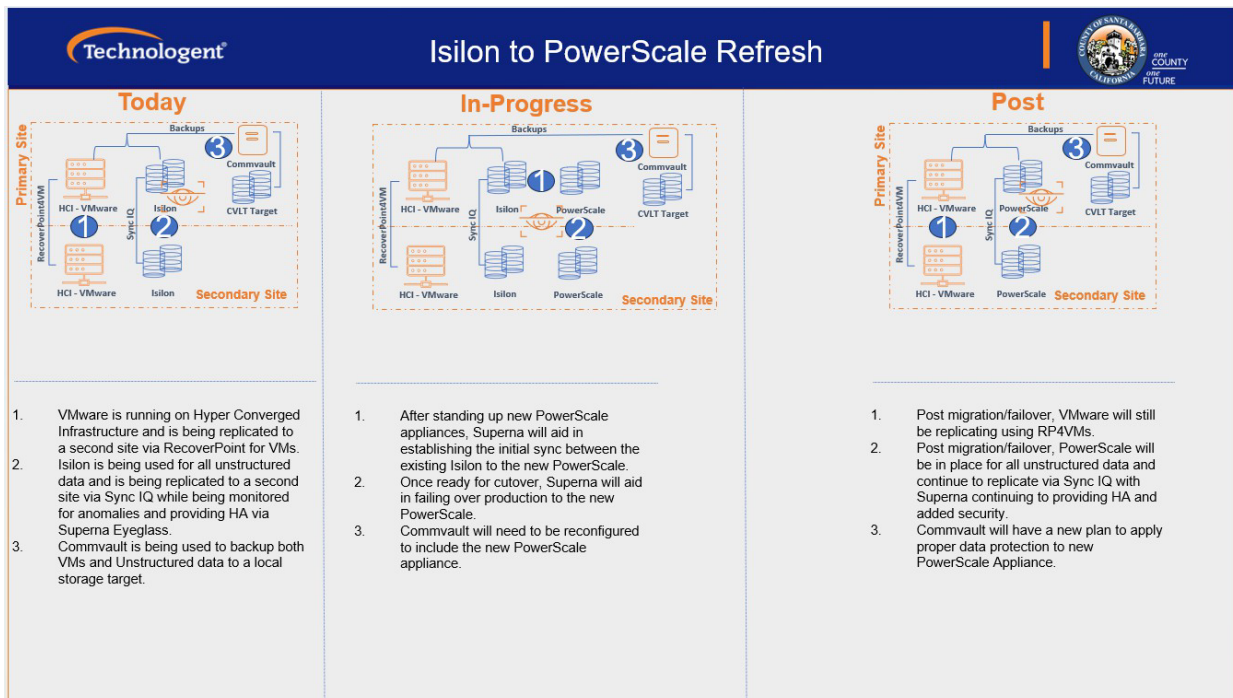 Technologent®
Isilon to PowerScale Refresh
COUNTY OF SANTA BARBARA
CALIFORNIA
one
COUNTY
one
FUTURE
Today
Primary Site
Backups
3
Commvault
RecoverPoint4VM
HCI - VMware
Isilon
CVLT Target
1
Sync IQ
2
HCI - VMware
Isilon
Secondary Site
1. VMware is running on Hyper Converged
Infrastructure and is being replicated to
a second site via RecoverPoint for VMs.
2. Isilon is being used for all unstructured
data and is being replicated to a second
site via Sync IQ while being monitored
for anomalies and providing HA via
Superna Eyeglass.
3. Commvault is being used to backup both
VMs and Unstructured data to a local
storage target.
In-Progress
Backups
3
Commvault
1
RecoverPoint4VM
HCI - VMware
Isilon
PowerScale
CVLT Target
Sync IQ
2
HCI - VMware
Isilon
PowerScale
Secondary Site
1. After standing up new PowerScale
appliances, Superna will aid in
establishing the initial sync between the
existing Isilon to the new PowerScale.
2. Once ready for cutover, Superna will aid
in failing over production to the new
PowerScale.
3. Commvault will need to be reconfigured
to include the new PowerScale
appliance.
Post
Primary Site
Backups
3
Commvault
RecoverPoint4VM
HCI - VMware
PowerScale
CVLT Target
1
Sync IQ
2
HCI - VMware
PowerScale
Secondary Site
1. Post migration/failover, VMware will still
be replicating using RP4VMs.
2. Post migration/failover, PowerScale will
be in place for all unstructured data and
continue to replicate via Sync IQ with
Superna continuing to providing HA and
added security.
3. Commvault will have a new plan to apply
proper data protection to new
PowerScale Appliance.